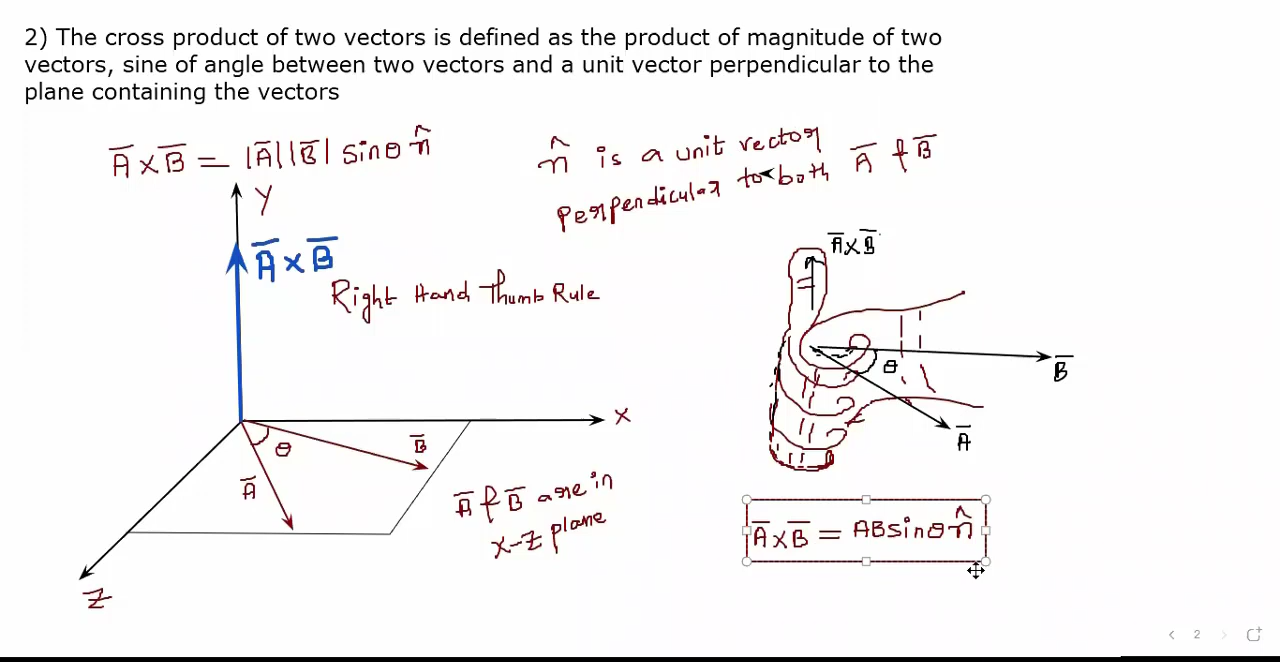 2) The cross product of two vectors is defined as the product of magnitude of two
vectors, sine of angle between two vectors and a unit vector perpendicular to the
plane containing the vectors
A̅ x B̅ = |A̅| |B̅| sinθ n̂
n̂ is a unit vector
perpendicular to both A̅ & B̅
Y
A̅ x B̅
Right Hand Thumb Rule
A̅ x B̅
θ
B̅
A̅
X
θ
B̅
A̅
A̅ & B̅ are in
x-z plane
Z
A̅ x B̅ = ABsinθ n̂
2